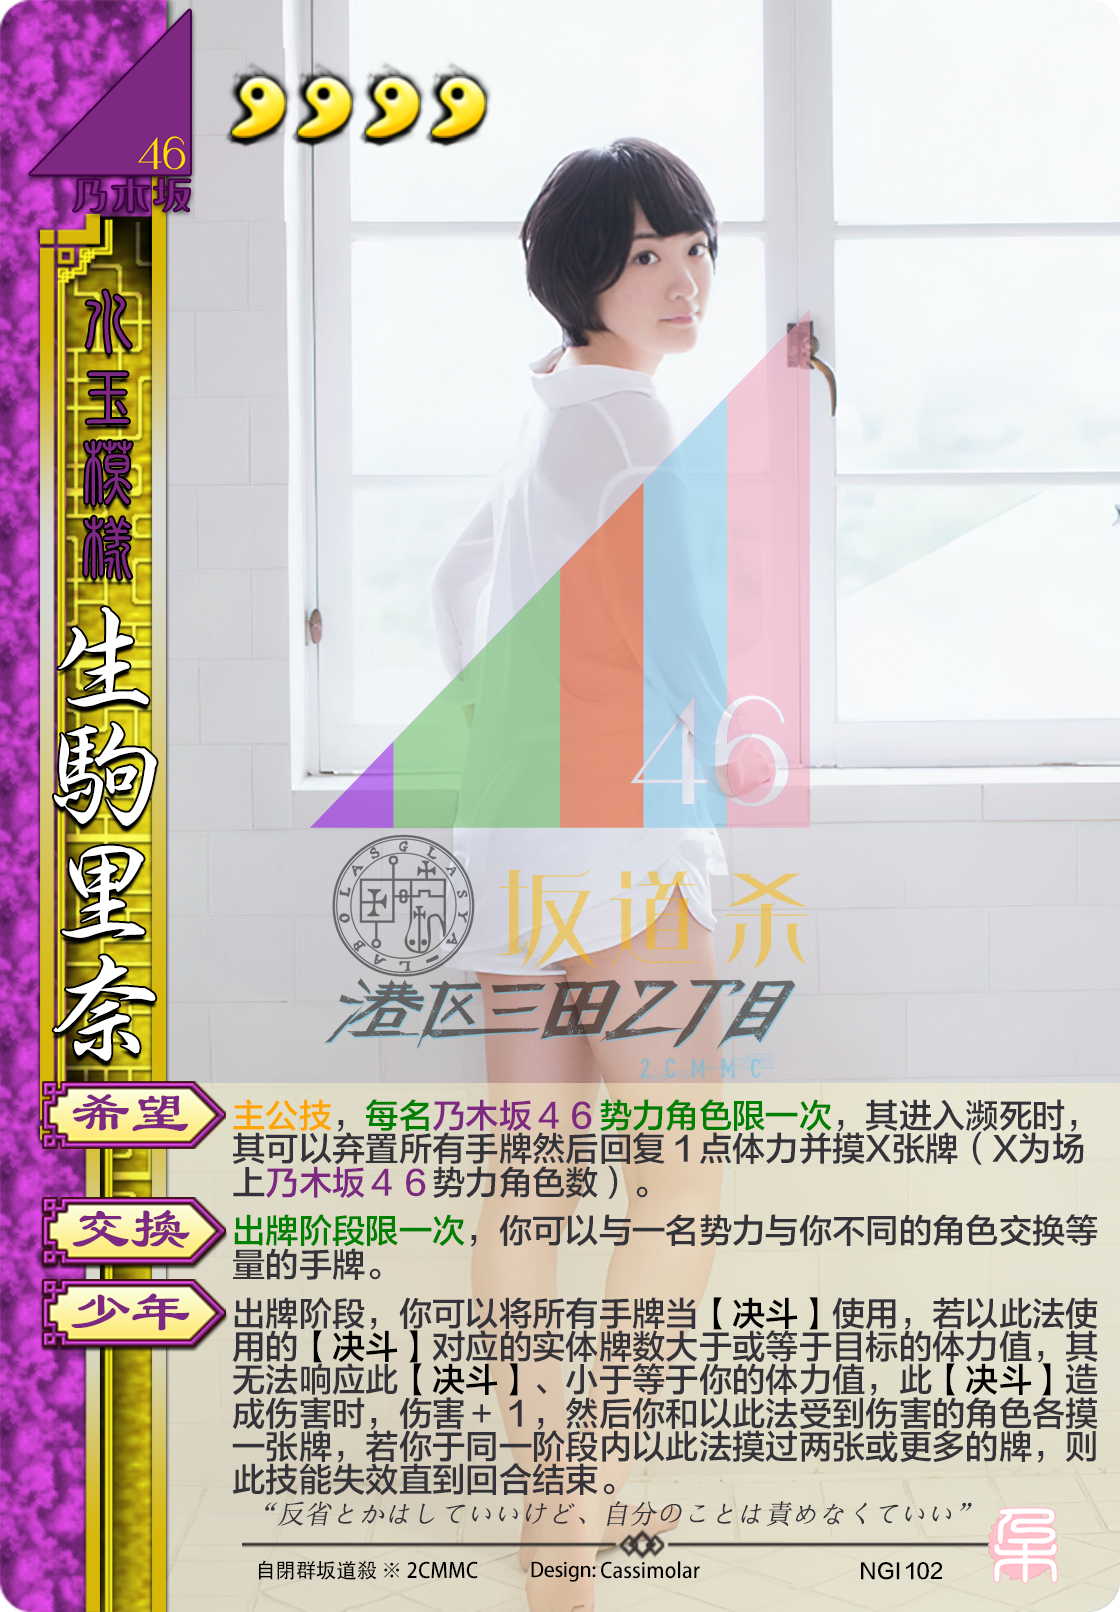 46
乃木坂
水玉模樣
生駒里奈
46
GLASYA-LABOLAS
坂道杀
港区三田乙丁目
2CMMC
希望
主公技，每名乃木坂４６势力角色限一次，其进入濒死时，
其可以弃置所有手牌然后回复１点体力并摸X张牌（X为场
上乃木坂４６势力角色数）。
交換
出牌阶段限一次，你可以与一名势力与你不同的角色交换等
量的手牌。
少年
出牌阶段，你可以将所有手牌当【决斗】使用，若以此法使
用的【决斗】对应的实体牌数大于或等于目标的体力值，其
无法响应此【决斗】、小于等于你的体力值，此【决斗】造
成伤害时，伤害＋１，然后你和以此法受到伤害的角色各摸
一张牌，若你于同一阶段内以此法摸过两张或更多的牌，则
此技能失效直到回合结束。
“反省とかはしていいけど、自分のことは責めなくていい”
自閉群坂道殺 ※ 2CMMC
Design: Cassimolar
NGI102